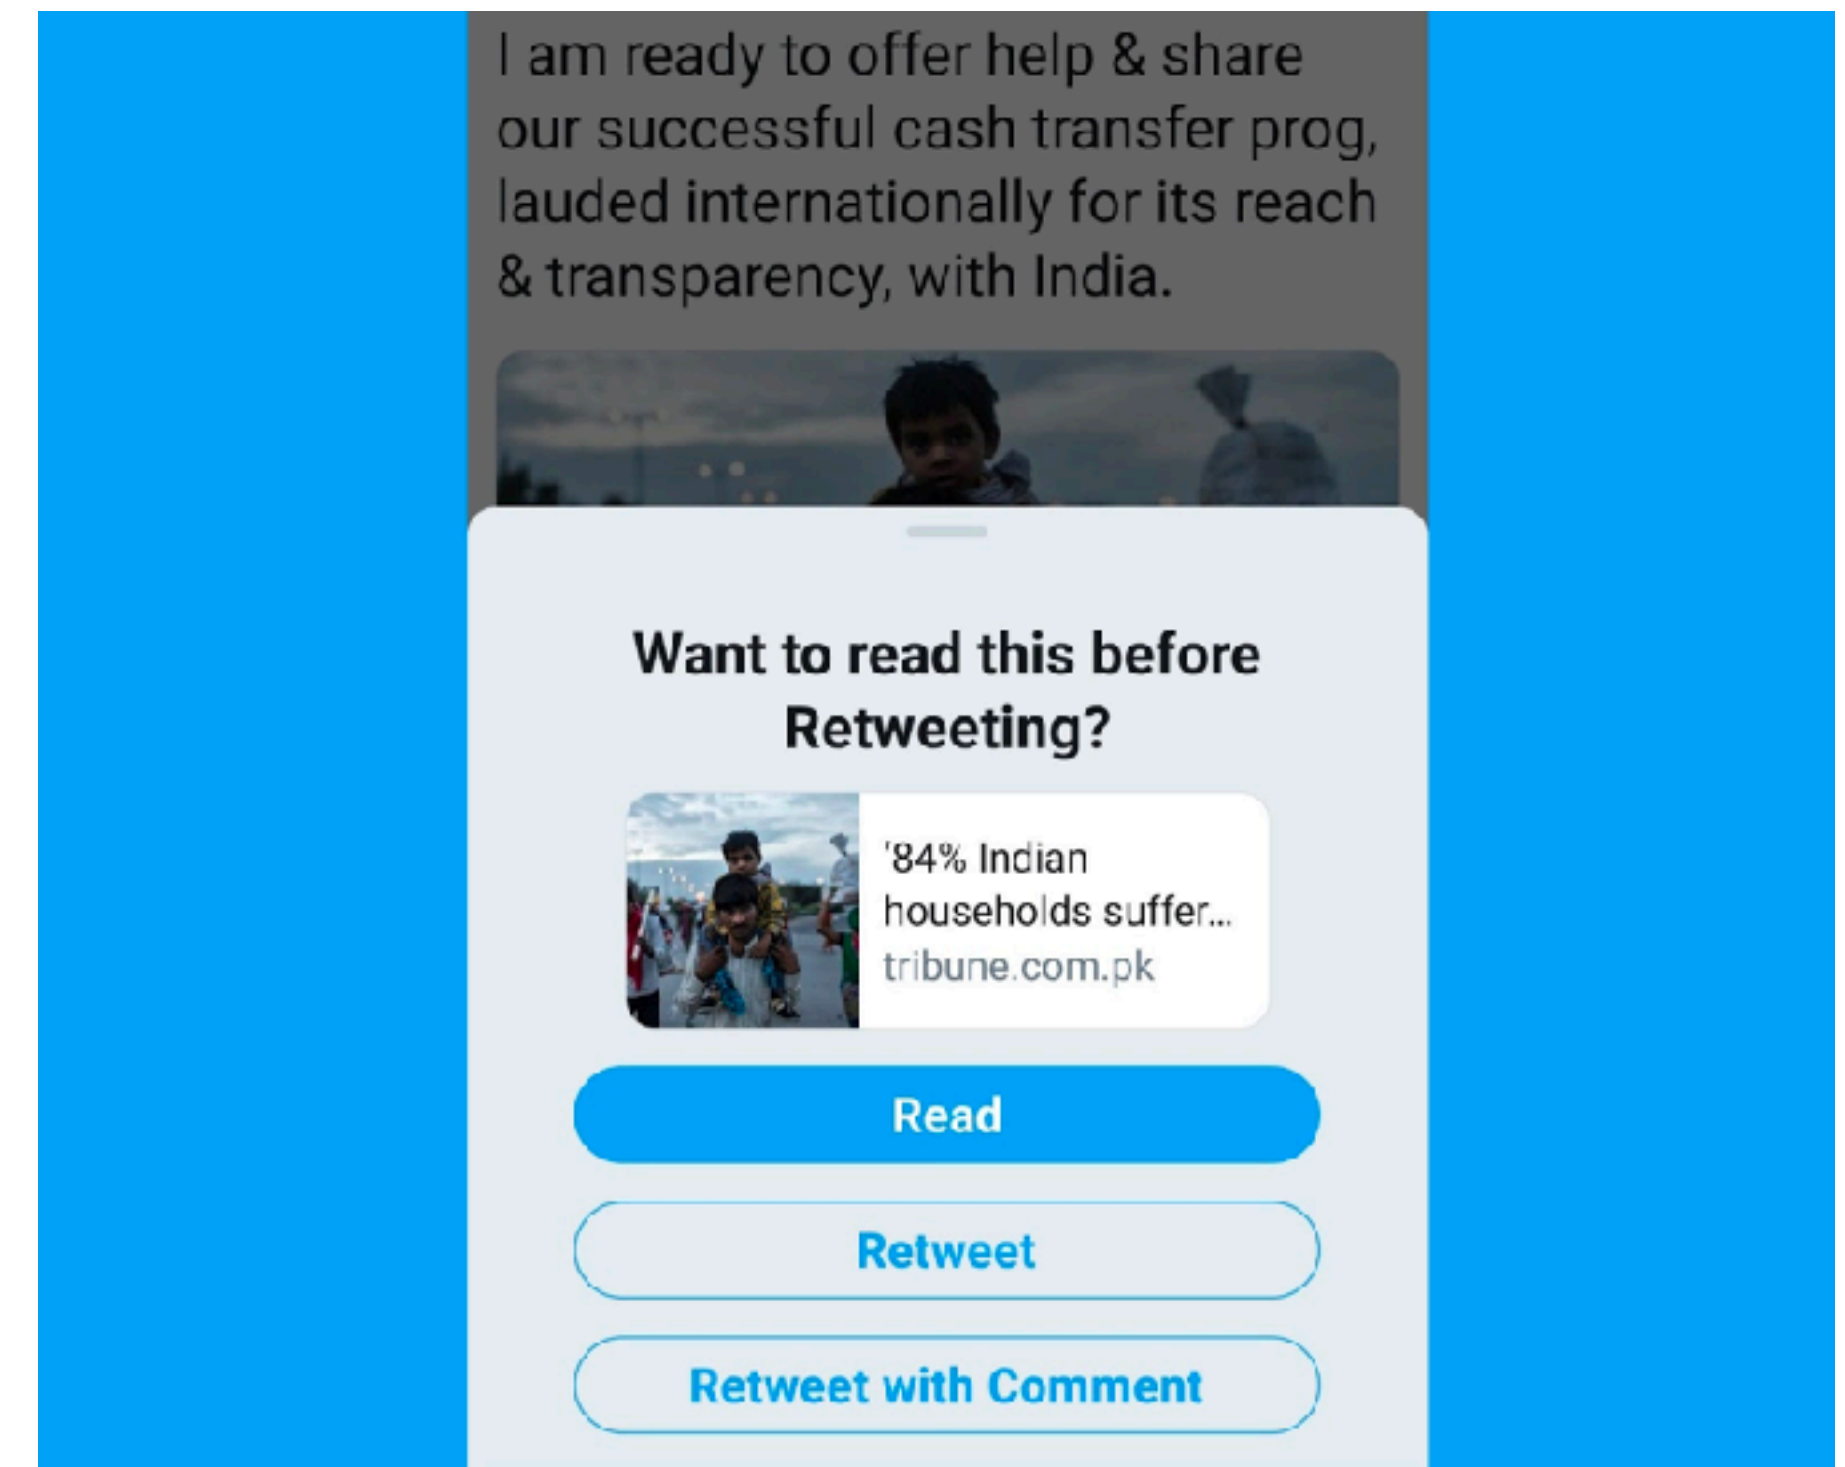 I am ready to offer help & share
our successful cash transfer prog,
lauded internationally for its reach
& transparency, with India.
Want to read this before
Retweeting?
'84% Indian
households suffer...
tribune.com.pk
Read
Retweet
Retweet with Comment